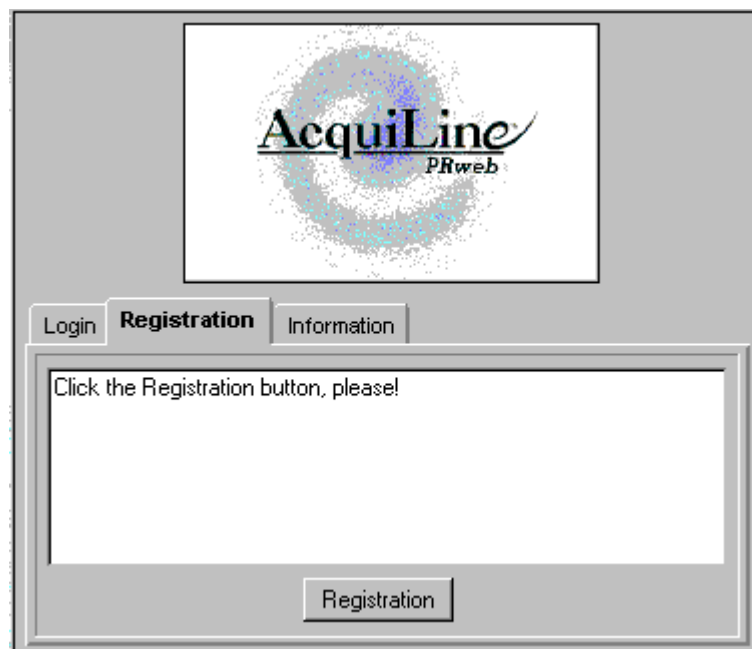 AcquiLine
PRweb
Login Registration Information
Click the Registration button, please!
Registration